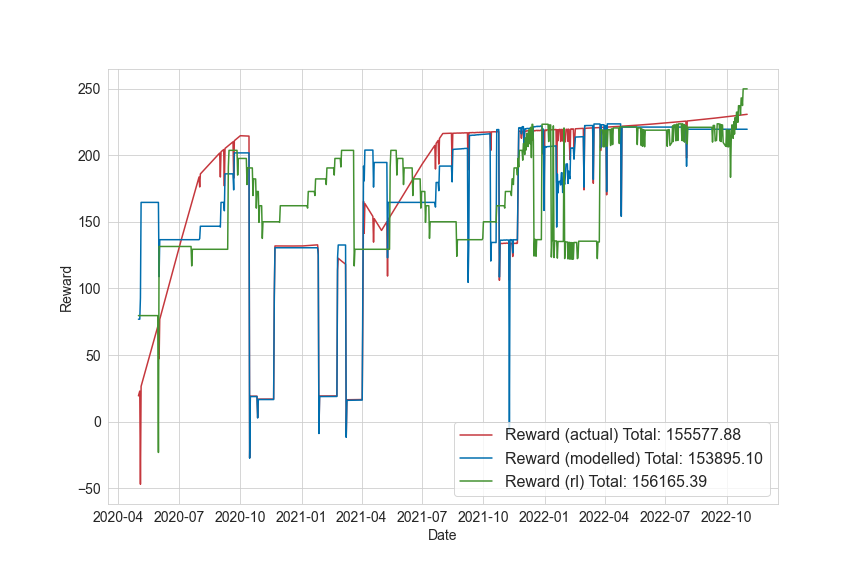 250
200
150
100
50
0
−50
Reward
2020-04 2020-07 2020-10 2021-01 2021-04 2021-07 2021-10 2022-01 2022-04 2022-07 2022-10
Date
Reward (actual) Total: 155577.88
Reward (modelled) Total: 153895.10
Reward (rl) Total: 156165.39